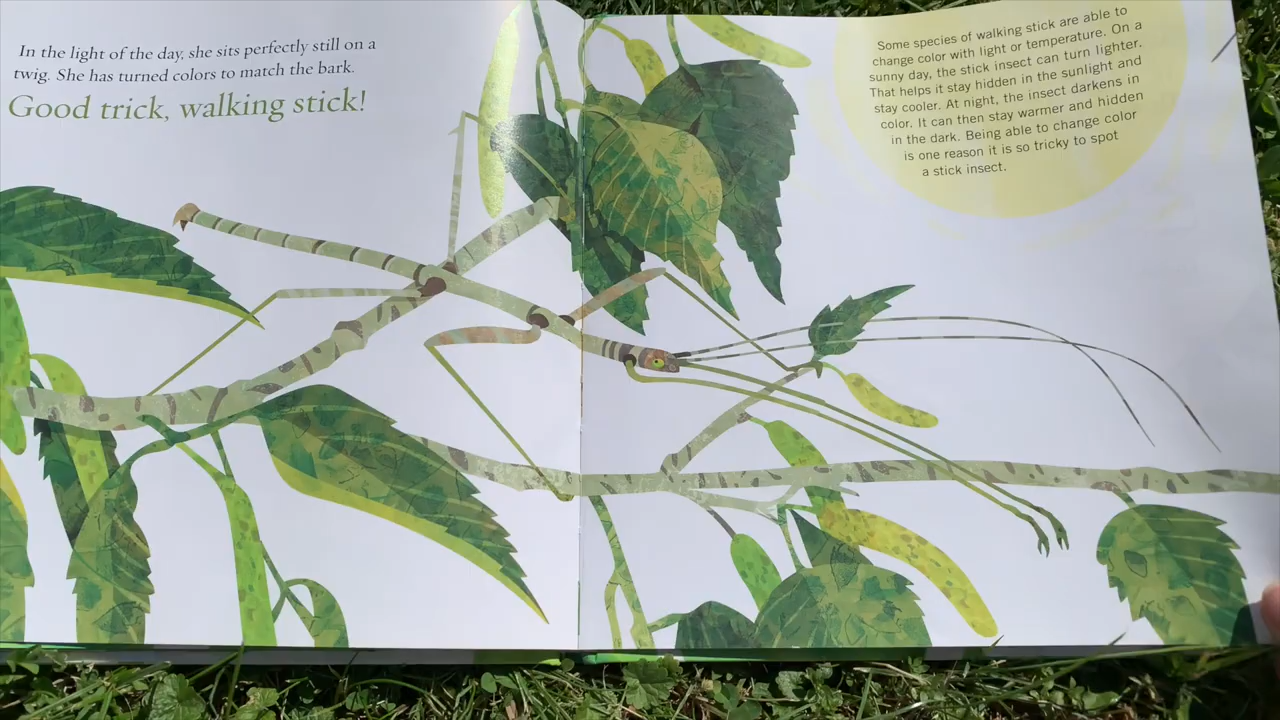 In the light of the day, she sits perfectly still on a
twig. She has turned colors to match the bark.
Good trick, walking stick!
Some species of walking stick are able to
change color with light or temperature. On a
sunny day, the stick insect can turn lighter.
That helps it stay hidden in the sunlight and
stay cooler. At night, the insect darkens in
color. It can then stay warmer and hidden
in the dark. Being able to change color
is one reason it is so tricky to spot
a stick insect.